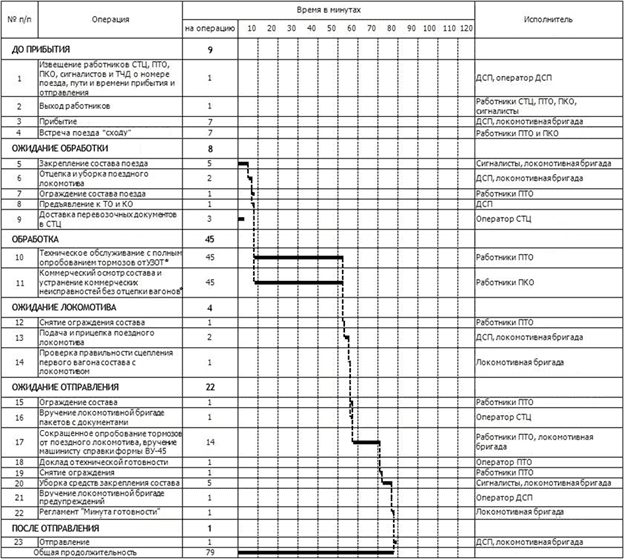 № п/п Операция Время в минутах Исполнитель
на операцию 10 20 30 40 50 60 70 80 90 100 110 120
ДО ПРИБЫТИЯ 9
1 Извещение работников СТЦ, ПТО, ПКО, сигналистов и ТЧД о номере поезда, пути и времени прибытия и отправления 1 ДСП, оператор ДСП
2 Выход работников 1 Работники СТЦ, ПТО, ПКО, сигналисты
3 Прибытие 7 ДСП, локомотивная бригада
4 Встреча поезда "сходу" 7 Работники ПТО и ПКО
ОЖИДАНИЕ ОБРАБОТКИ 8
5 Закрепление состава поезда 5 Сигналисты, локомотивная бригада
6 Отцепка и уборка поездного локомотива 2 ДСП, локомотивная бригада
7 Ограждение состава поезда 1 Работники ПТО
8 Предъявление к ТО и КО 1 ДСП
9 Доставка перевозочных документов в СТЦ 3 Оператор СТЦ
ОБРАБОТКА 45
10 Техническое обслуживание с полным опробованием тормозов от УЗОТ* 45 Работники ПТО
11 Коммерческий осмотр состава и устранение коммерческих неисправностей без отцепки вагонов* 45 Работники ПКО
ОЖИДАНИЕ ЛОКОМОТИВА 4
12 Снятие ограждения состава 1 Работники ПТО
13 Подача и прицепка поездного локомотива 2 ДСП, локомотивная бригада
14 Проверка правильности сцепления первого вагона состава с локомотивом 1 Локомотивная бригада
ОЖИДАНИЕ ОТПРАВЛЕНИЯ 22
15 Ограждение состава 1 Работники ПТО
16 Вручение локомотивной бригаде пакетов с документами 1 Оператор СТЦ
17 Сокращенное опробование тормозов от поездного локомотива, вручение машинисту справки формы ВУ-45 14 Работники ПТО, локомотивная бригада
18 Доклад о технической готовности 1 Оператор ПТО
19 Снятие ограждения 1 Работники ПТО
20 Уборка средств закрепления состава 5 Сигналисты, локомотивная бригада
21 Вручение локомотивной бригаде предупреждений 1 Оператор ДСП
22 Регламент "Минута готовности" 1 Локомотивная бригада
ПОСЛЕ ОТПРАВЛЕНИЯ 1
23 Отправление 1 ДСП, локомотивная бригада
Общая продолжительность 79